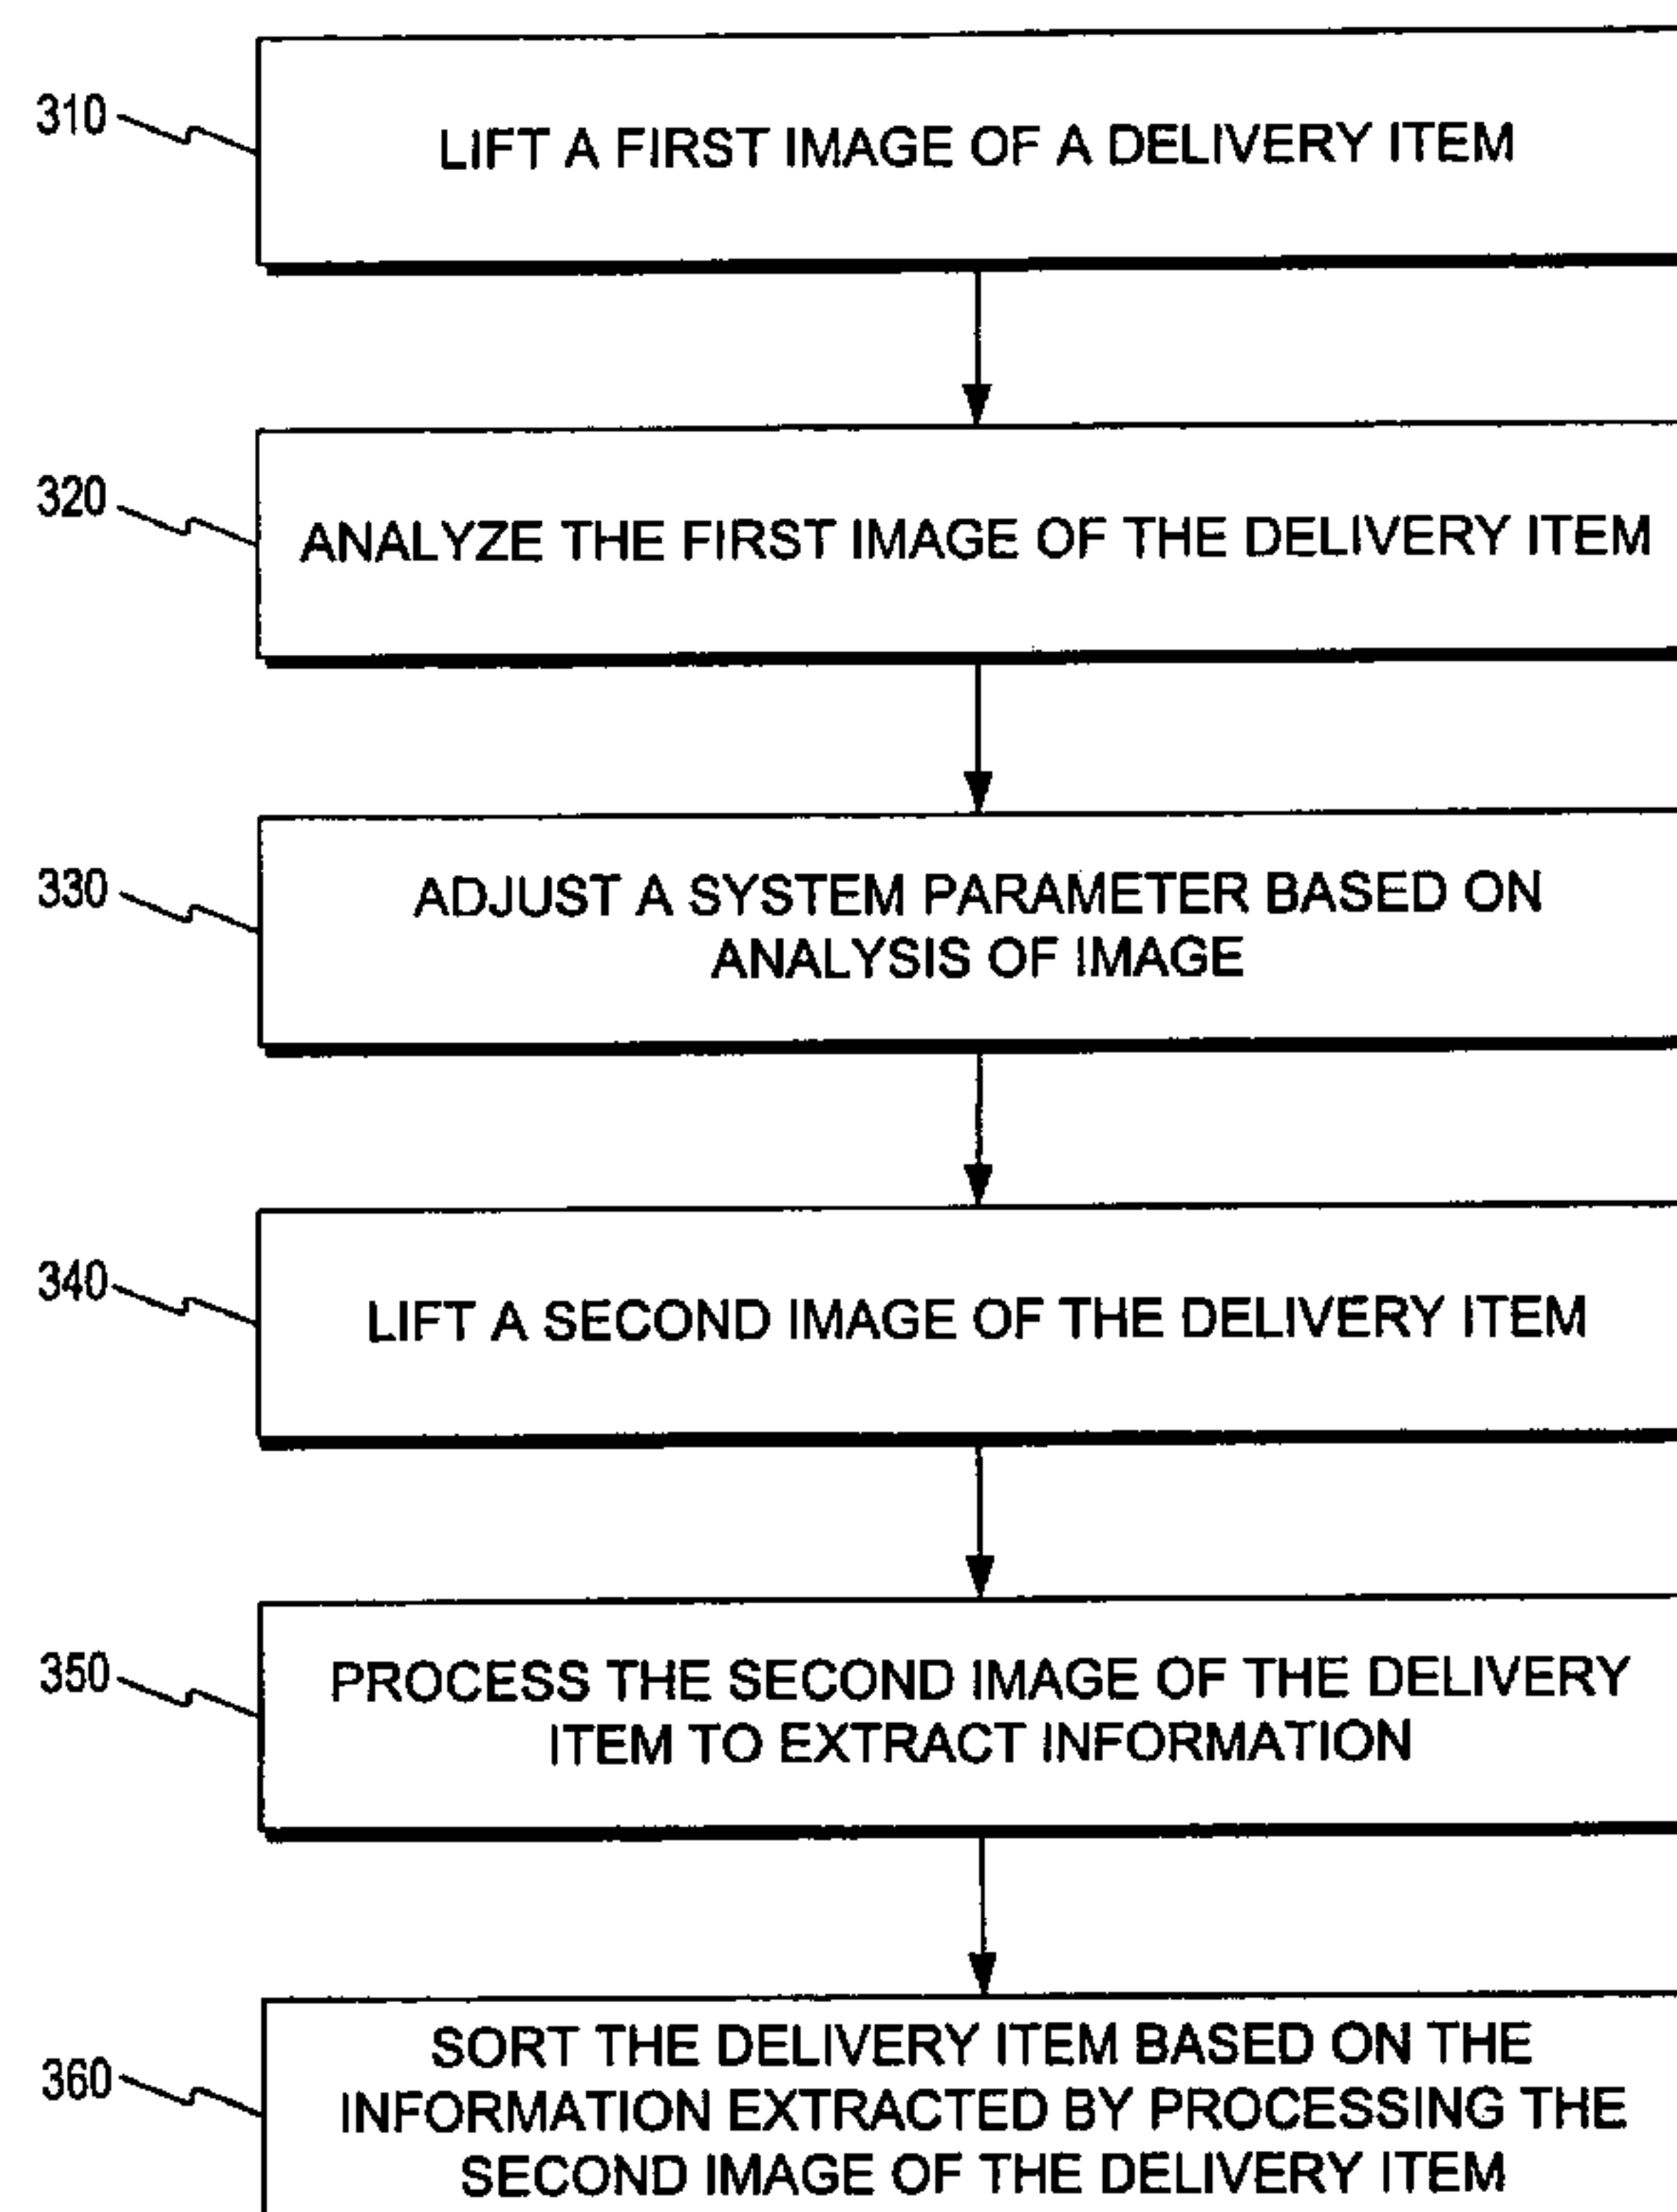 310
LIFT A FIRST IMAGE OF A DELIVERY ITEM
320
ANALYZE THE FIRST IMAGE OF THE DELIVERY ITEM
330
ADJUST A SYSTEM PARAMETER BASED ON
ANALYSIS OF IMAGE
340
LIFT A SECOND IMAGE OF THE DELIVERY ITEM
350
PROCESS THE SECOND IMAGE OF THE DELIVERY
ITEM TO EXTRACT INFORMATION
360
SORT THE DELIVERY ITEM BASED ON THE
INFORMATION EXTRACTED BY PROCESSING THE
SECOND IMAGE OF THE DELIVERY ITEM